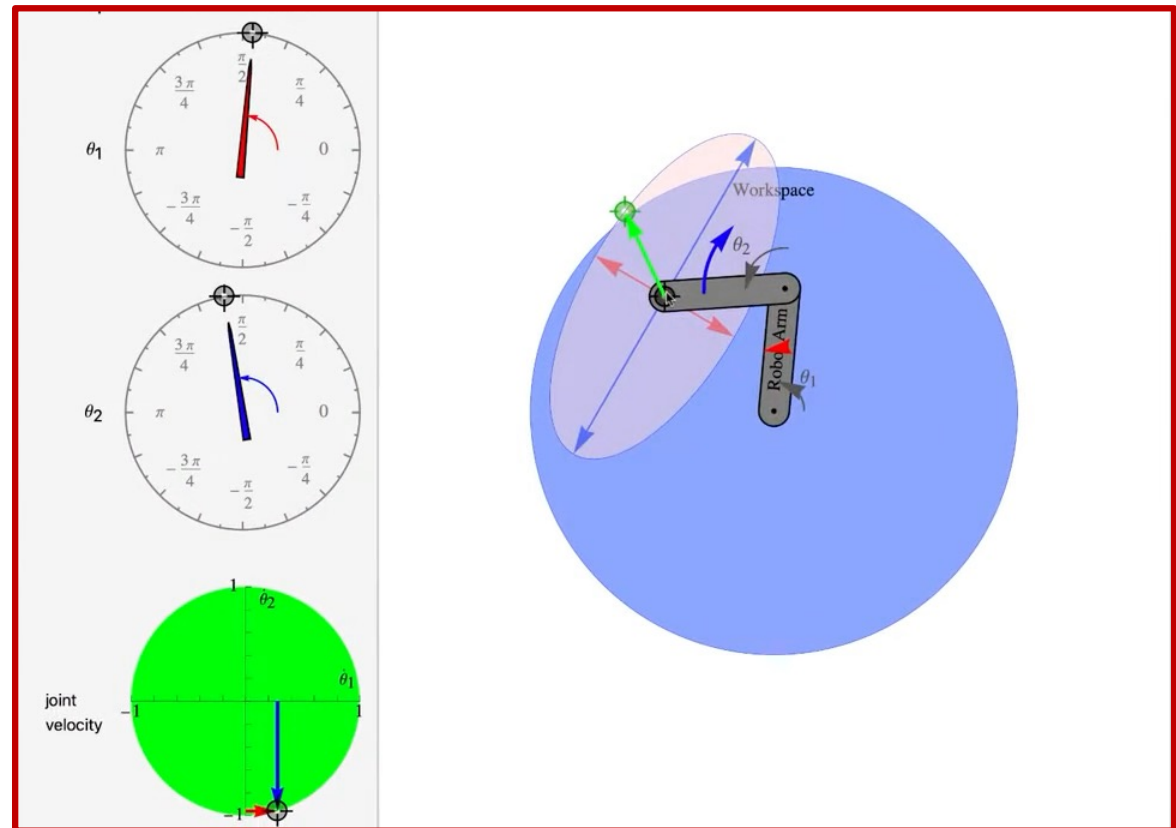 π/2
3π/4
π/4
θ1
π
0
-3π/4
-π/4
-π/2
π/2
3π/4
π/4
θ2
π
0
-3π/4
-π/4
-π/2
1
θ̇2
θ̇1
joint
velocity
-1
1
-1
Workspace
θ2
Robot Arm
θ1